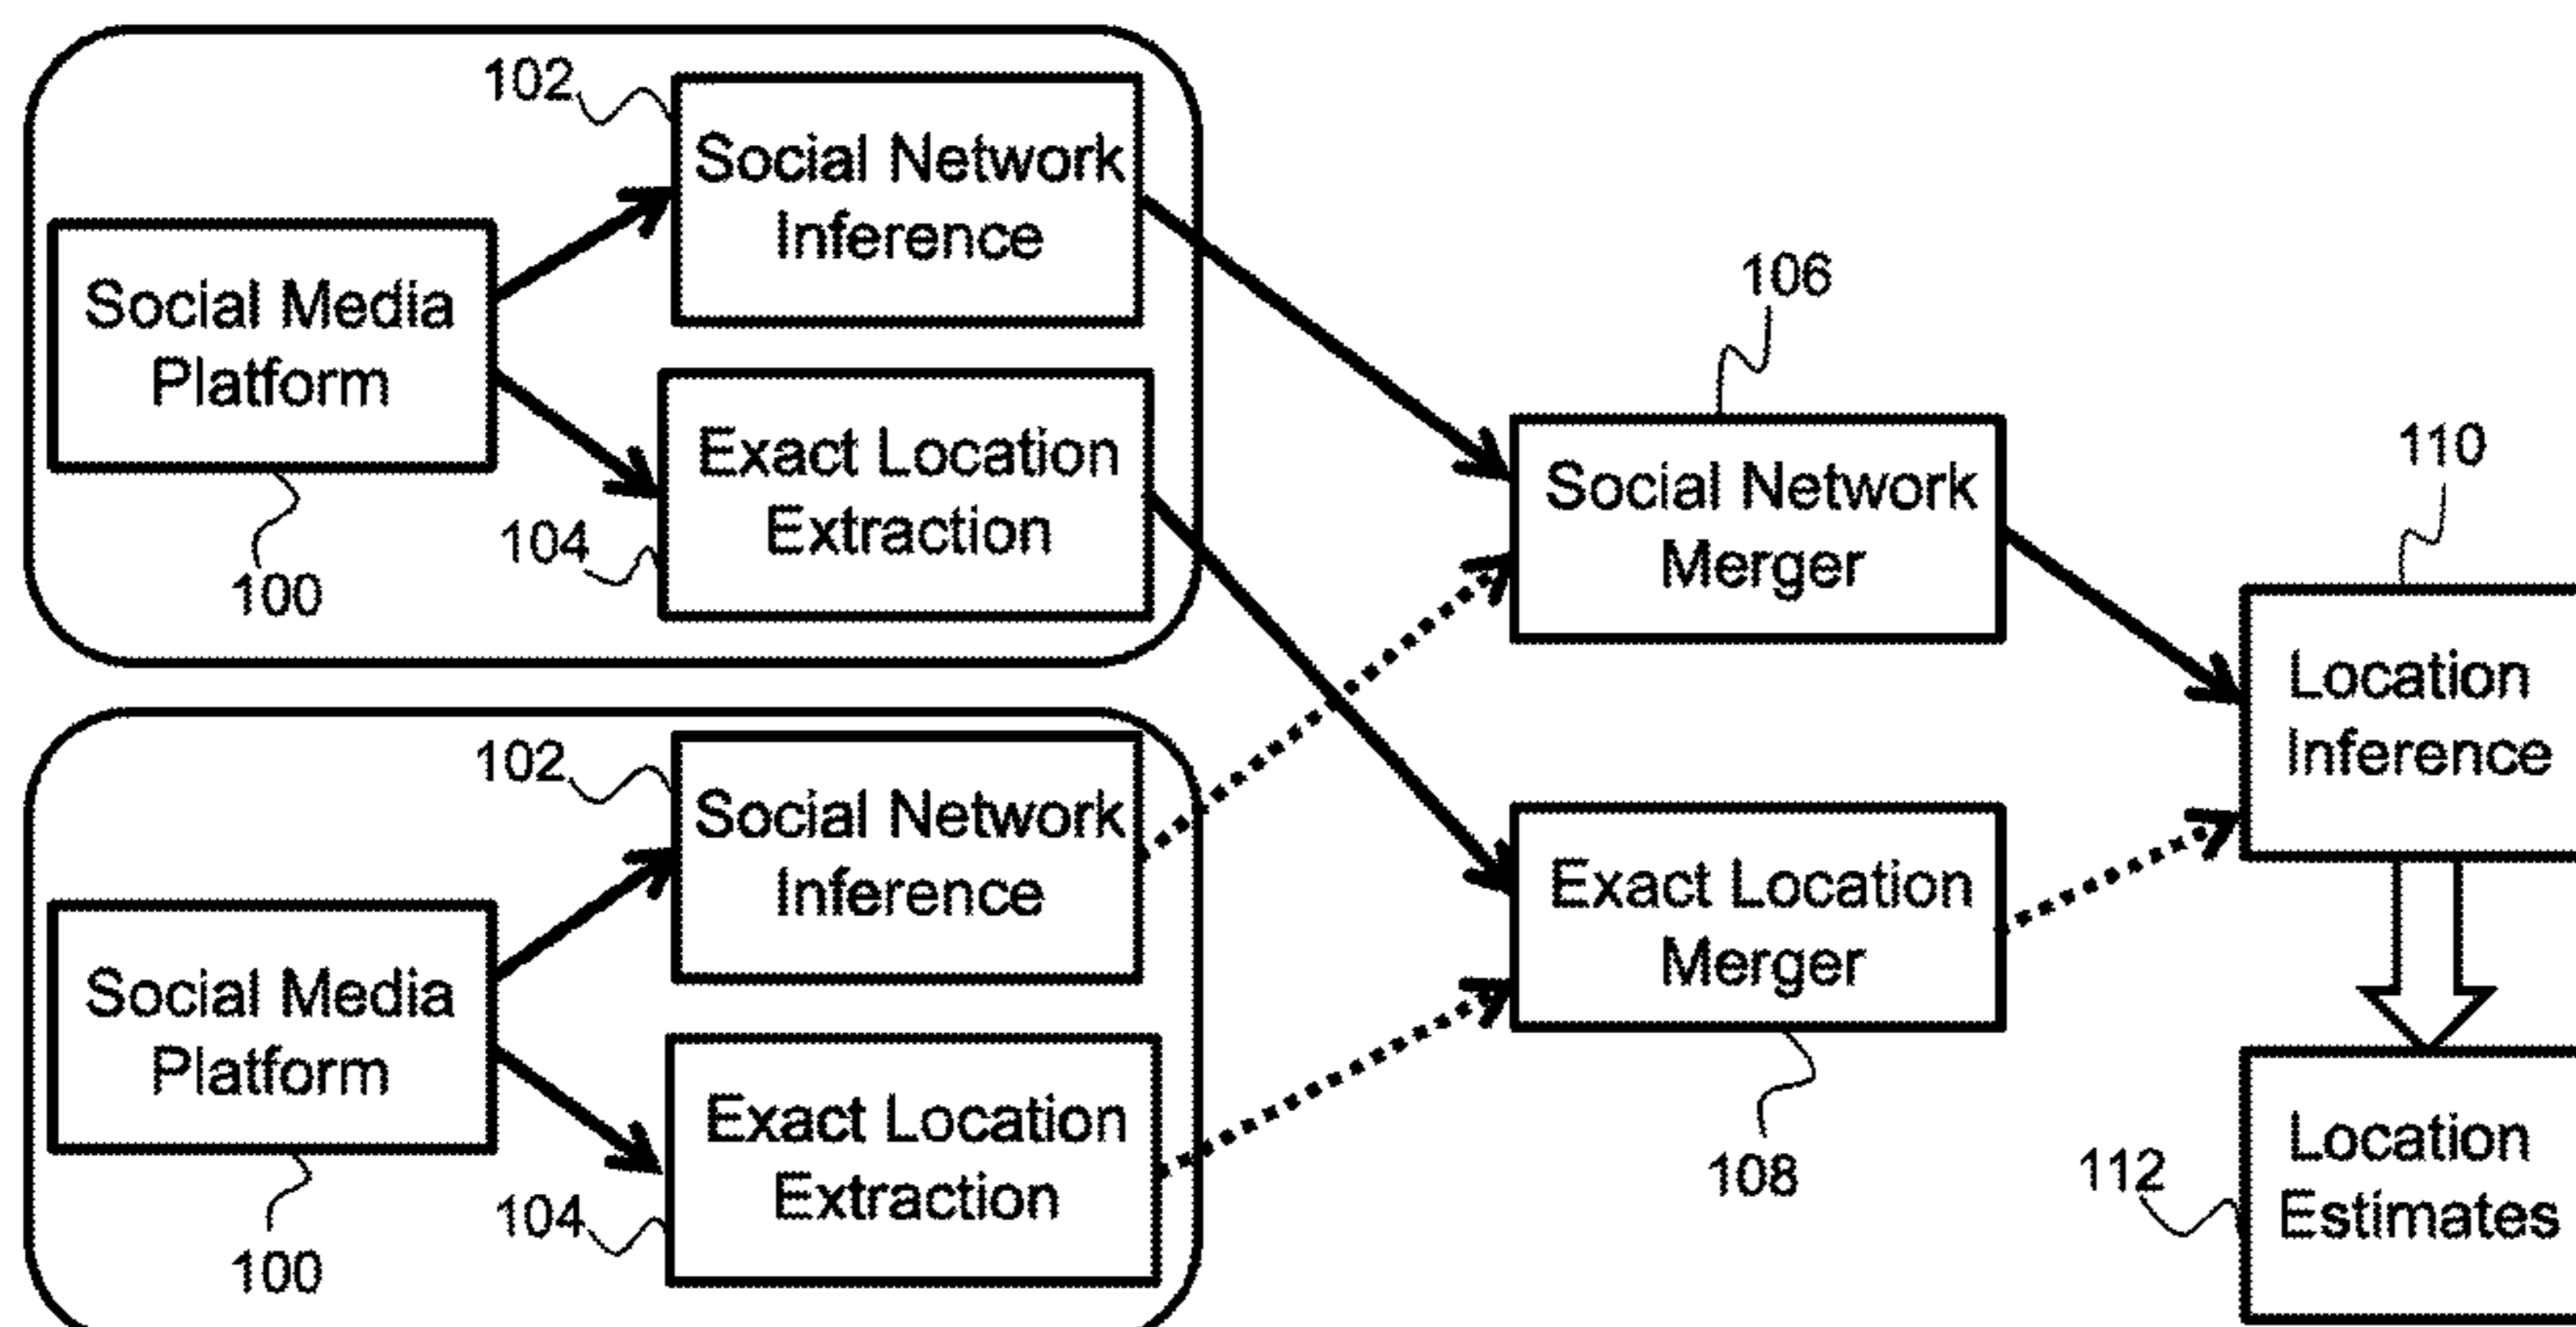 102
Social Network
Inference
Social Media
Platform
100
Exact Location
Extraction
104
106
Social Network
Merger
110
Location
Inference
102
Social Network
Inference
Social Media
Platform
100
Exact Location
Extraction
104
Exact Location
Merger
108
112
Location
Estimates